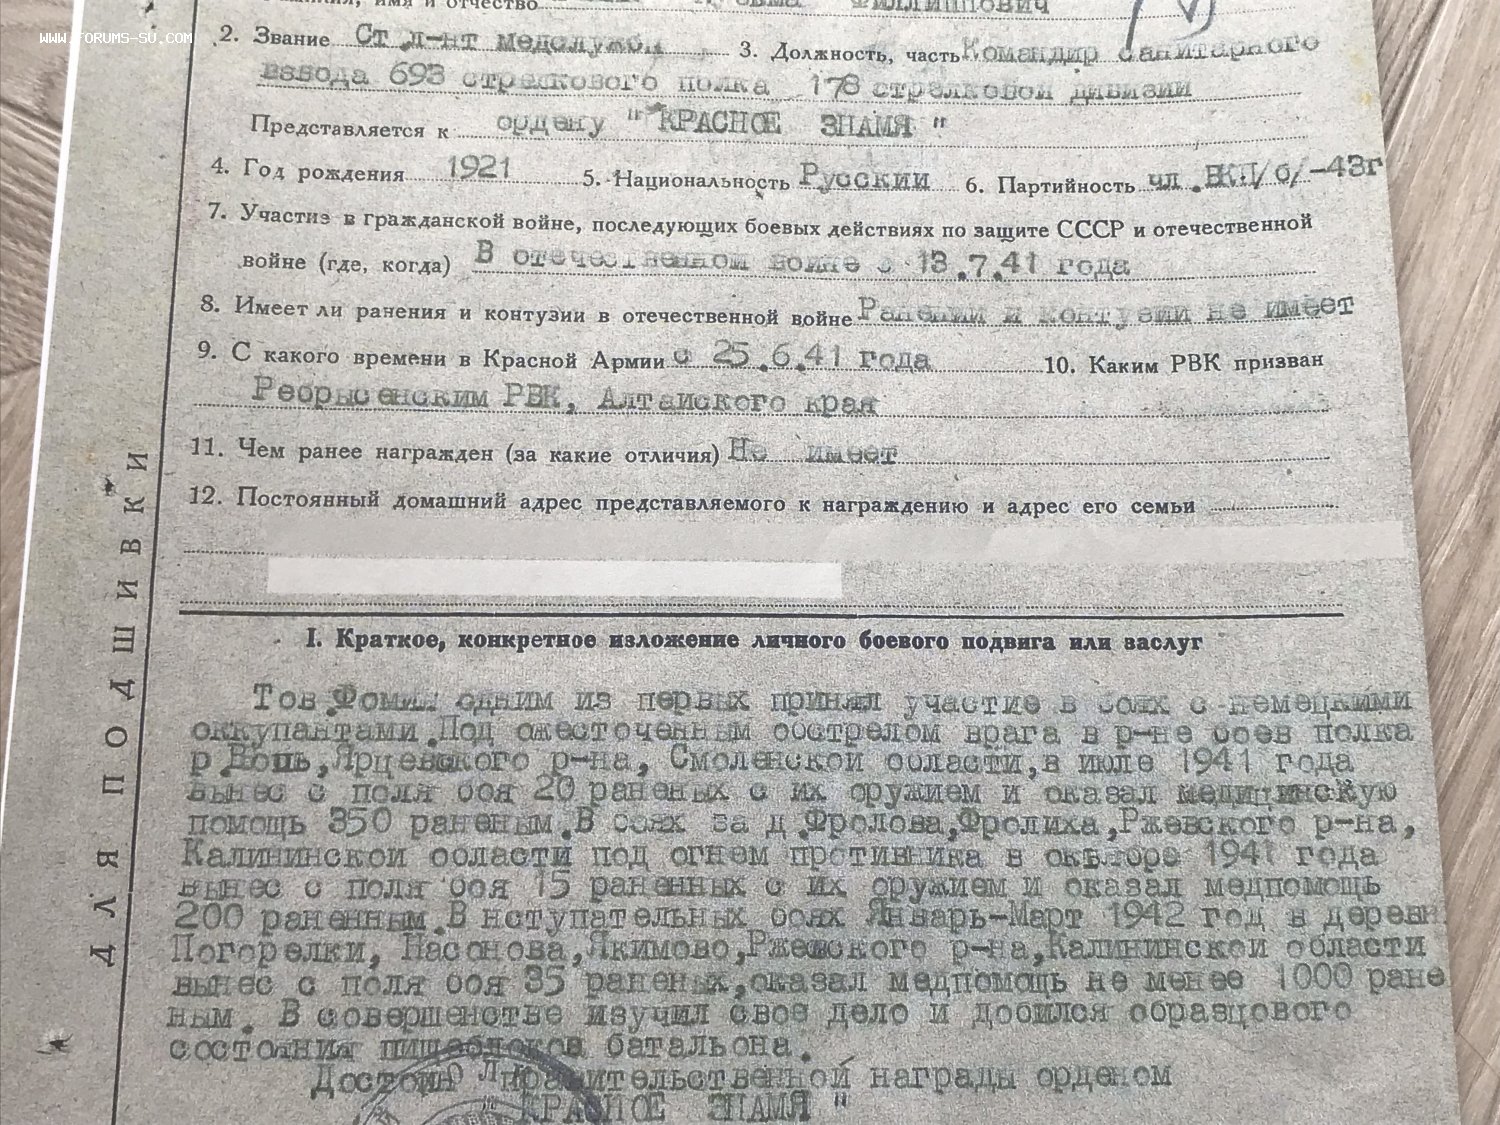 имя и отчество Филиппович
WWW.FORUMS-SU.COM
2. Звание Ст л-нт медслужбы 3. Должность, часть Командир санитарного
взвода 693 стрелкового полка 178 стрелковой дивизии
Представляется к ордену "КРАСНОЕ ЗНАМЯ"
4. Год рождения 1921 5. Национальность Русский 6. Партийность чл.ВКП/б/-43г
7. Участие в гражданской войне, последующих боевых действиях по защите СССР и отечественной
войне (где, когда) В отечественной войне с 13.7.41 года
8. Имеет ли ранения и контузии в отечественной войне Ранений и контузии не имеет
9. С какого времени в Красной Армии с 25.6.41 года 10. Каким РВК призван
РВК, Алтайского края
11. Чем ранее награжден (за какие отличия) Не имеет
12. Постоянный домашний адрес представляемого к награждению и адрес его семьи
ДЛЯ ПОДШИВКИ
I. Краткое, конкретное изложение личного боевого подвига или заслуг
Тов.Фомин одним из первых принял участие в боях с немецкими
оккупантами.Под ожесточенным обстрелом врага в р-не боев полка
р.Вопь,Ярцевского р-на, Смоленской области,в июле 1941 года
вынес с поля боя 20 раненых с их оружием и оказал медицинскую
помощь 350 раненым.В боях за д.Фролова,Фролиха,Ржевского р-на,
Калининской области под огнем противника в октборе 1941 года
вынес с поля боя 15 раненных с их оружием и оказал медпомощь
200 раненным.В нступательных боях Январь-Март 1942 год в деревн
Погорелки, Насонова,Якимово,Ржевского р-на,Калининской области
вынес с поля боя 35 раненых,оказал медпомощь не менее 1000 ране
ным. В совершенстве изучил свое дело и добился образцового
состояния пищеблоков батальона.
Достоин правительственной награды орденом
"КРАСНОЕ ЗНАМЯ"